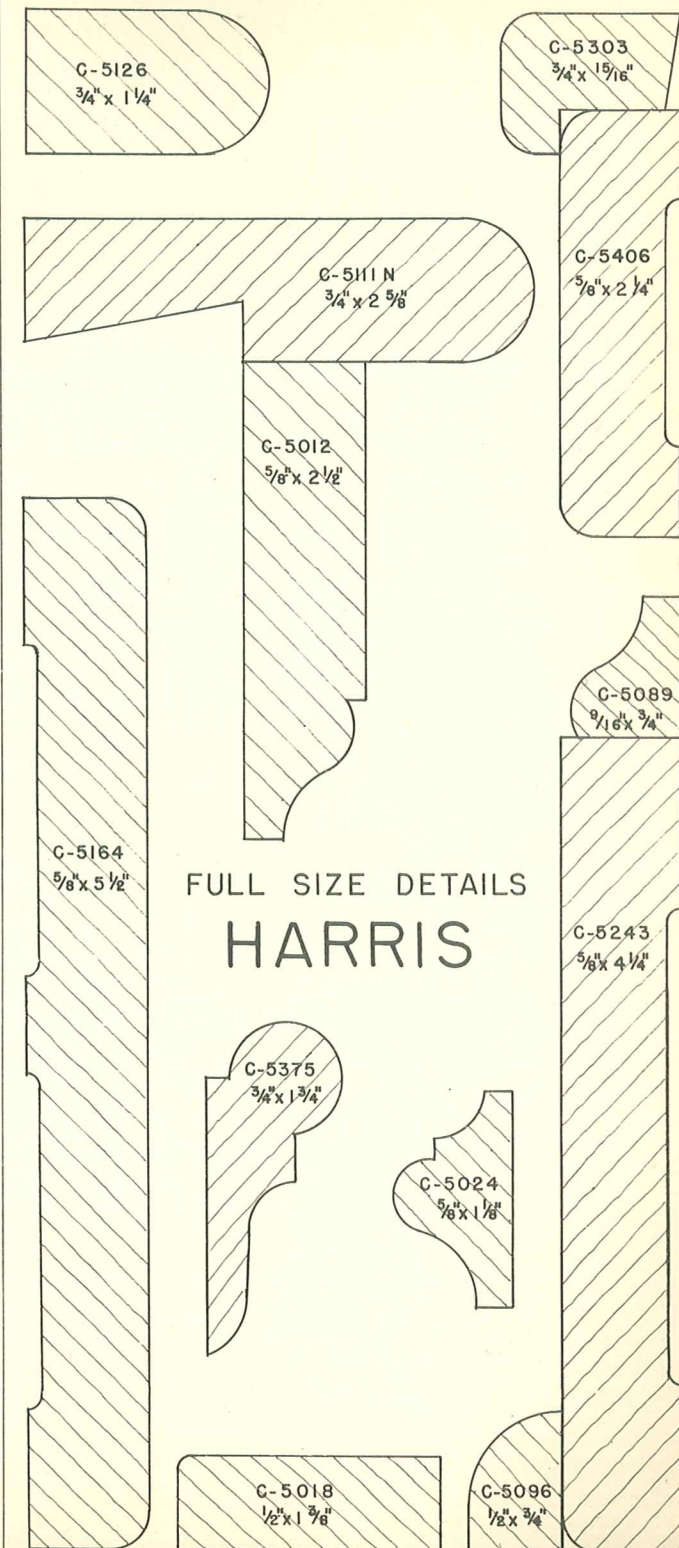 C-5126
3/4" x 1 1/4"
C-5303
3/4" x 15/16"
C-5111 N
3/4" x 2 5/8"
C-5406
5/8" x 2 1/4"
C-5012
5/8" x 2 1/2"
C-5089
9/16" x 3/4"
C-5164
5/8" x 5 1/2"
FULL SIZE DETAILS
HARRIS
C-5243
5/8" x 4 1/4"
C-5375
3/4" x 1 3/4"
C-5024
5/8" x 1 1/8"
C-5018
1/2" x 1 3/8"
C-5096
1/2" x 3/4"